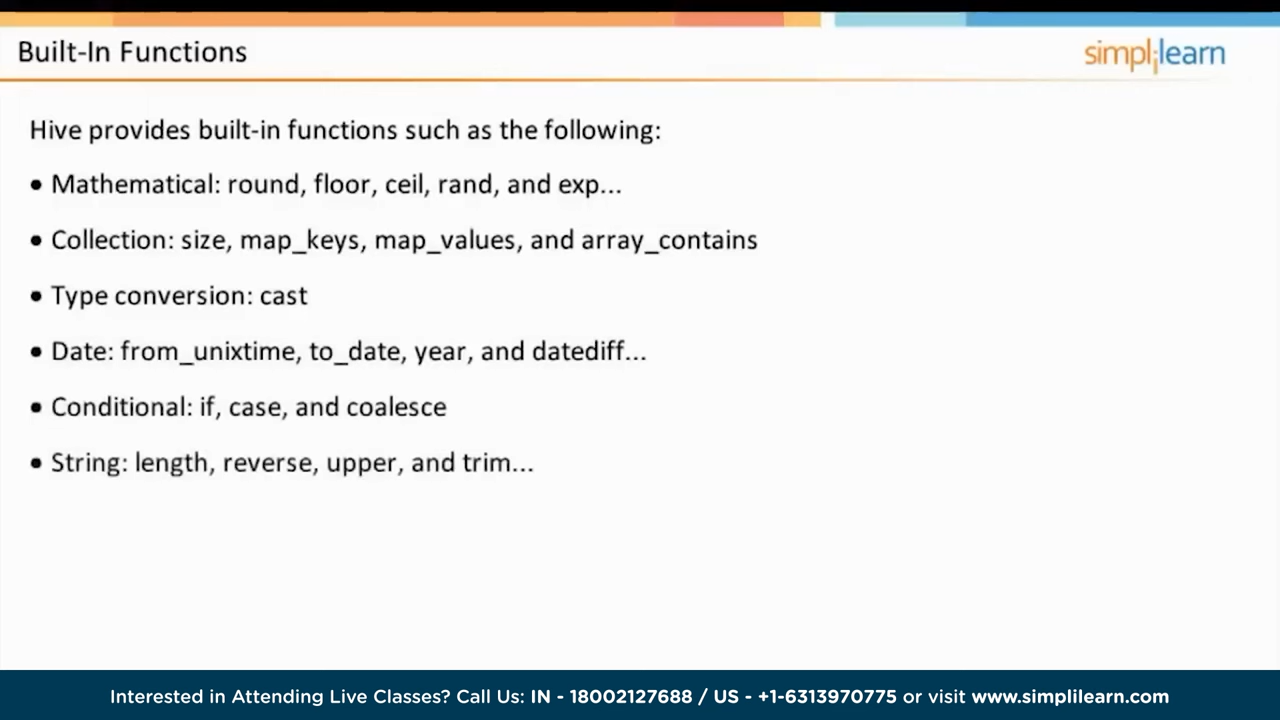 Built-In Functions
simplilearn
Hive provides built-in functions such as the following:
• Mathematical: round, floor, ceil, rand, and exp...
• Collection: size, map_keys, map_values, and array_contains
• Type conversion: cast
• Date: from_unixtime, to_date, year, and datediff...
• Conditional: if, case, and coalesce
• String: length, reverse, upper, and trim...
Interested in Attending Live Classes? Call Us: IN - 18002127688 / US - +1-6313970775 or visit www.simplilearn.com